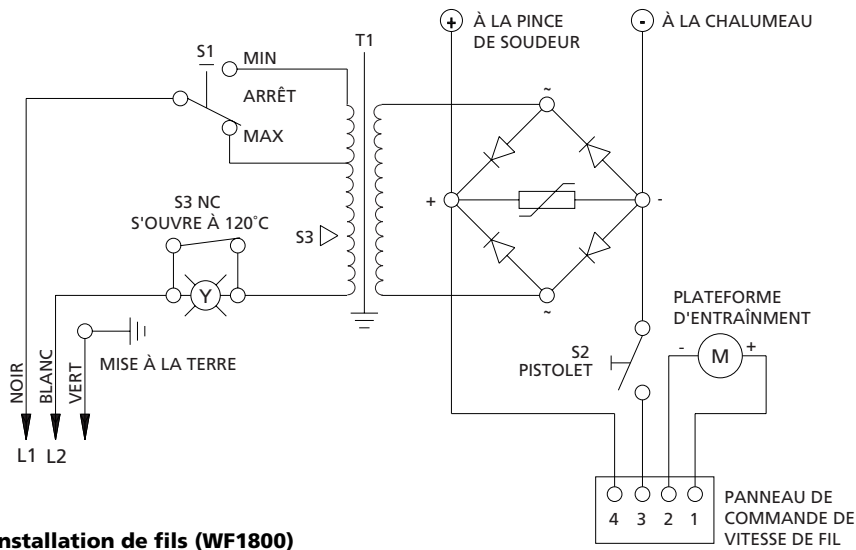 + À LA PINCE
DE SOUDEUR
- À LA CHALUMEAU
S1
MIN
T1
ARRÊT
MAX
~
S3 NC
S'OUVRE À 120˚C
S3
+
-
Y
~
PLATEFORME
D'ENTRAÎNMENT
S2
PISTOLET
-
M
+
MISE À LA TERRE
NOIR
BLANC
VERT
L1 L2
4 3 2 1
PANNEAU DE
COMMANDE DE
VITESSE DE FIL
nstallation de fils (WF1800)